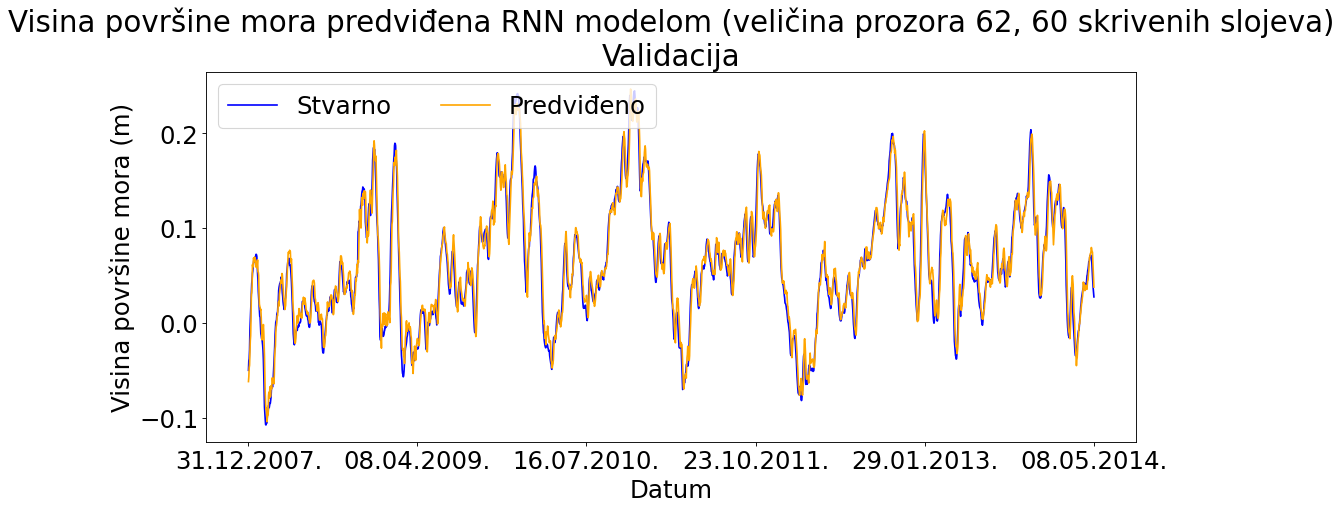 Visina površine mora predviđena RNN modelom (veličina prozora 62, 60 skrivenih slojeva)
Validacija
Stvarno
Predviđeno
Visina površine mora (m)
0.2
0.1
0.0
−0.1
31.12.2007.
08.04.2009.
16.07.2010.
23.10.2011.
29.01.2013.
08.05.2014.
Datum